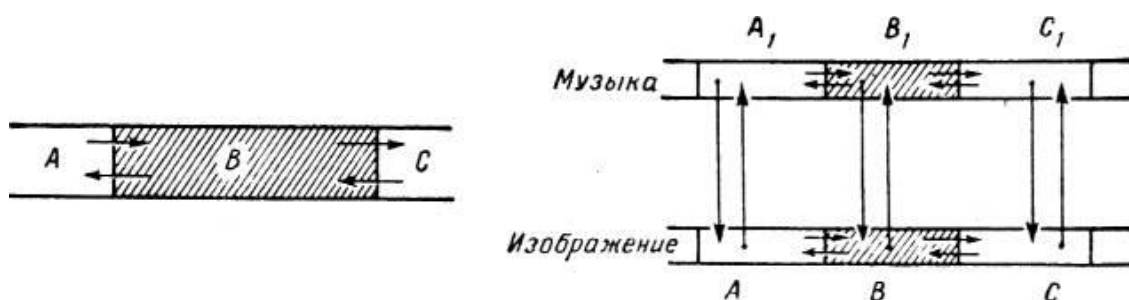 A B C
A₁ B₁ C₁
Музыка
Изображение
A B C